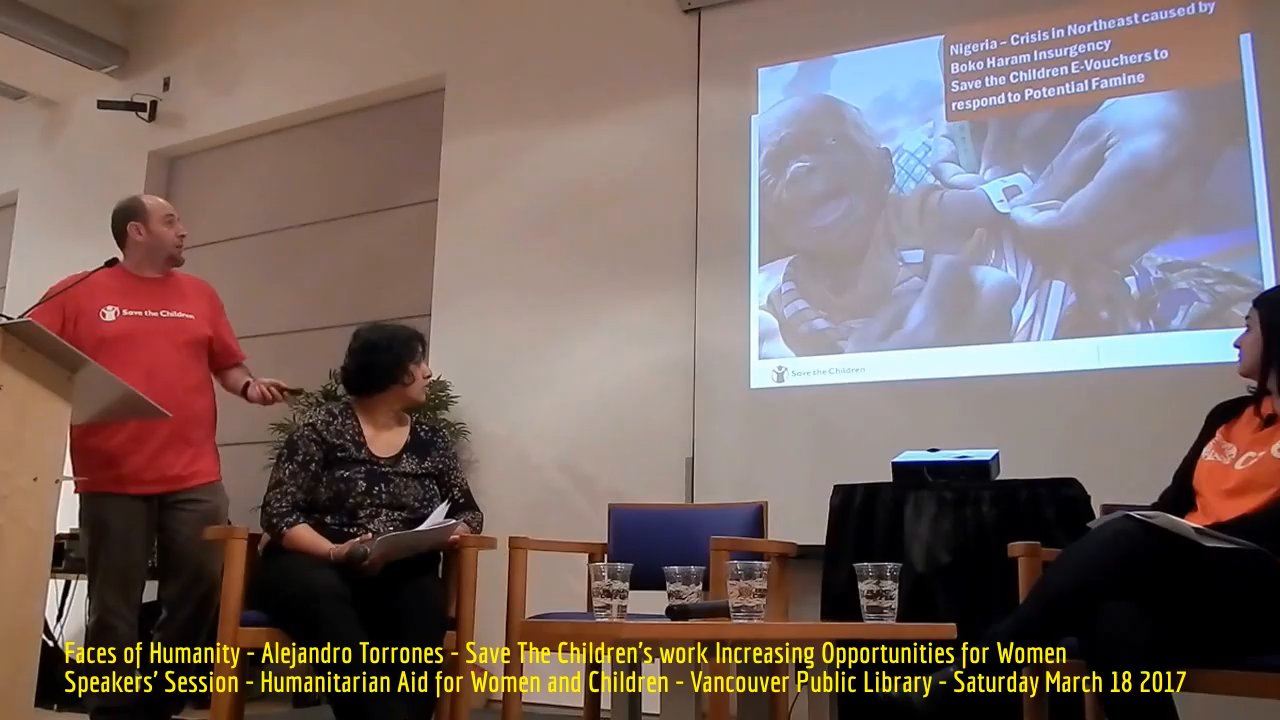 Nigeria – Crisis in Northeast caused by
Boko Haram Insurgency
Save the Children E-Vouchers to
respond to Potential Famine
Save the Children
Save the Children
Faces of Humanity - Alejandro Torrones - Save The Children's work Increasing Opportunities for Women
Speakers' Session - Humanitarian Aid for Women and Children - Vancouver Public Library - Saturday March 18 2017